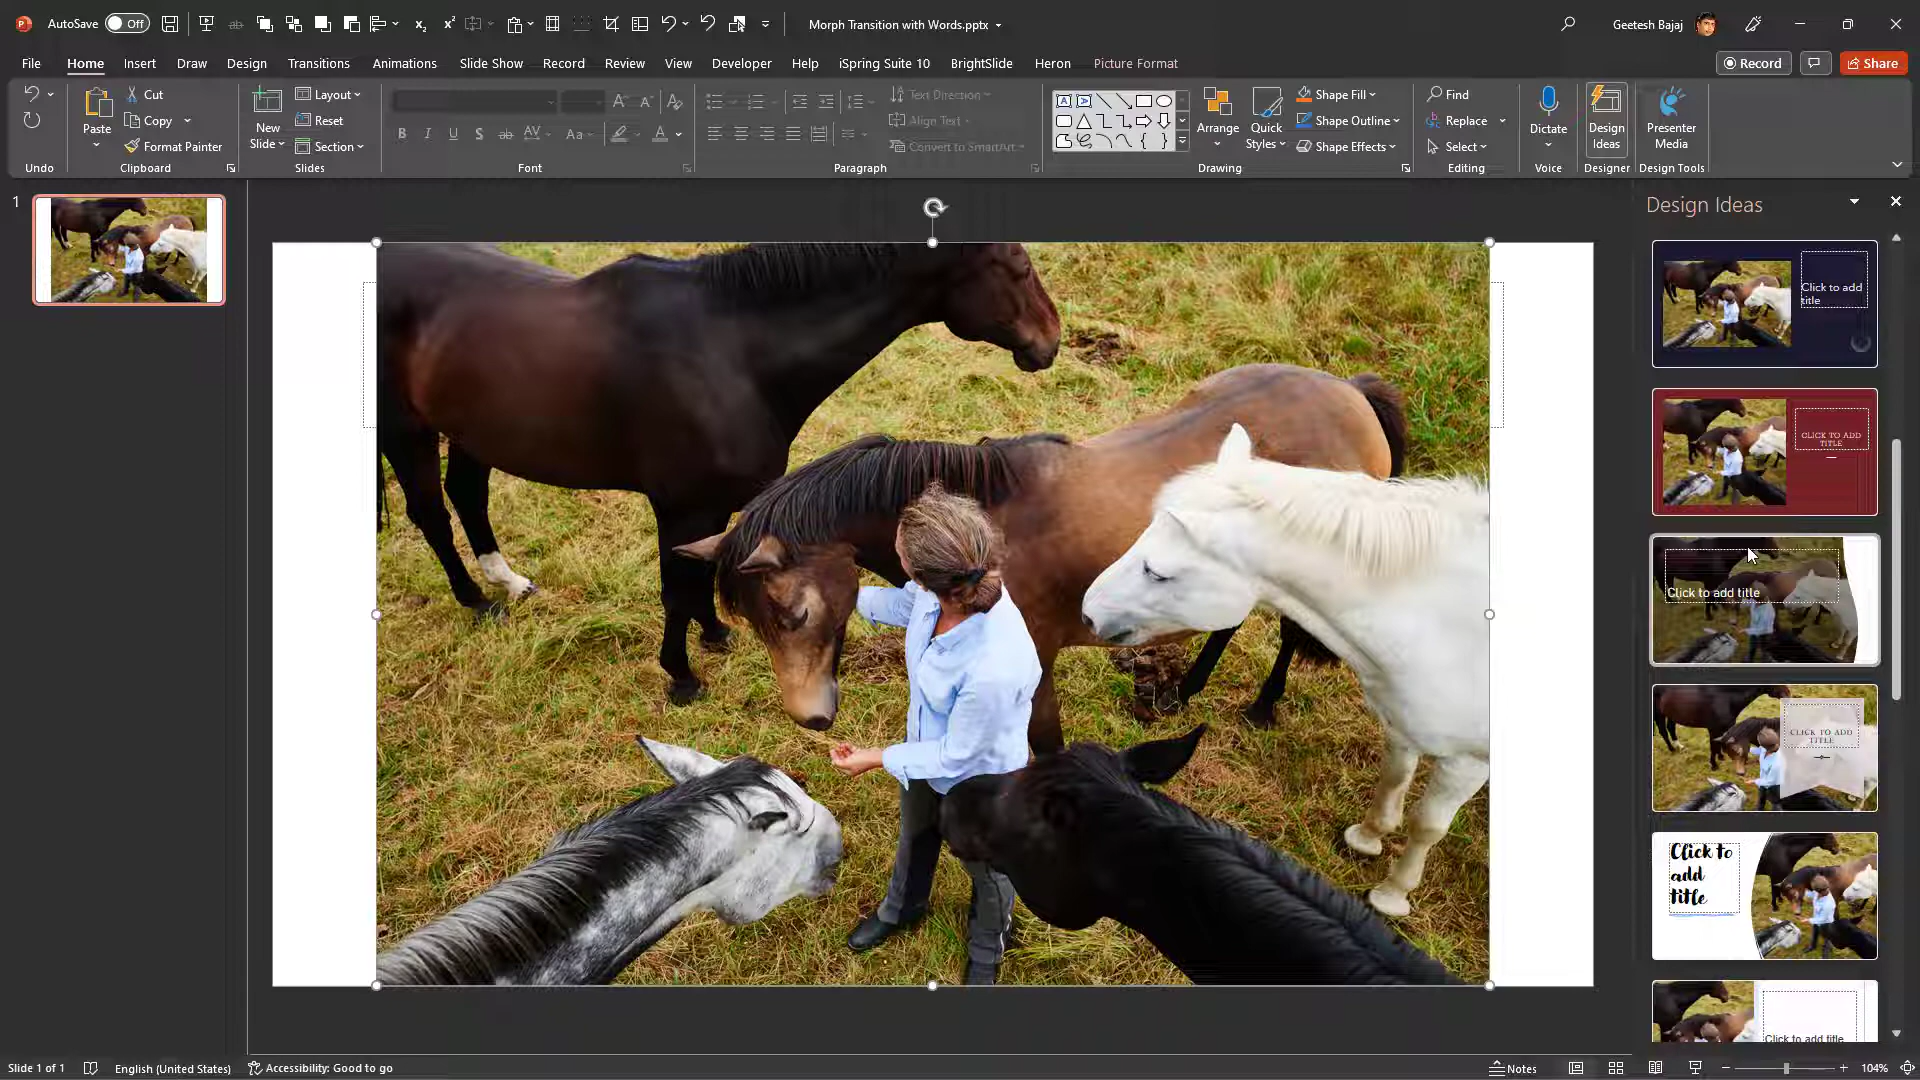 AutoSave Off
Morph Transition with Words.pptx
Geetesh Bajaj
File Home Insert Draw Design Transitions Animations Slide Show Record Review View Developer Help iSpring Suite 10 BrightSlide Heron Picture Format
Record
Share
Paste
Cut
Copy
Format Painter
New
Slide
Layout
Reset
Section
Text Direction
Align Text
Convert to SmartArt
Arrange
Quick
Styles
Shape Fill
Shape Outline
Shape Effects
Find
Replace
Select
Dictate
Design
Ideas
Presenter
Media
Undo Clipboard Slides Font Paragraph Drawing Editing Voice Designer Design Tools
1
Design Ideas
Click to add
title
CLICK TO ADD
TITLE
Click to add title
CLICK TO ADD
TITLE
Click to
add
title
Click to add title
Slide 1 of 1
English (United States)
Accessibility: Good to go
Notes
104%